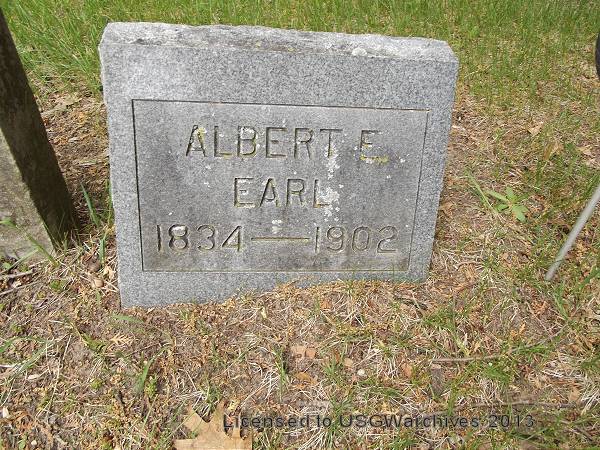 ALBERT E.
EARL
1834—1902
Licensed to USGWarchives 2013